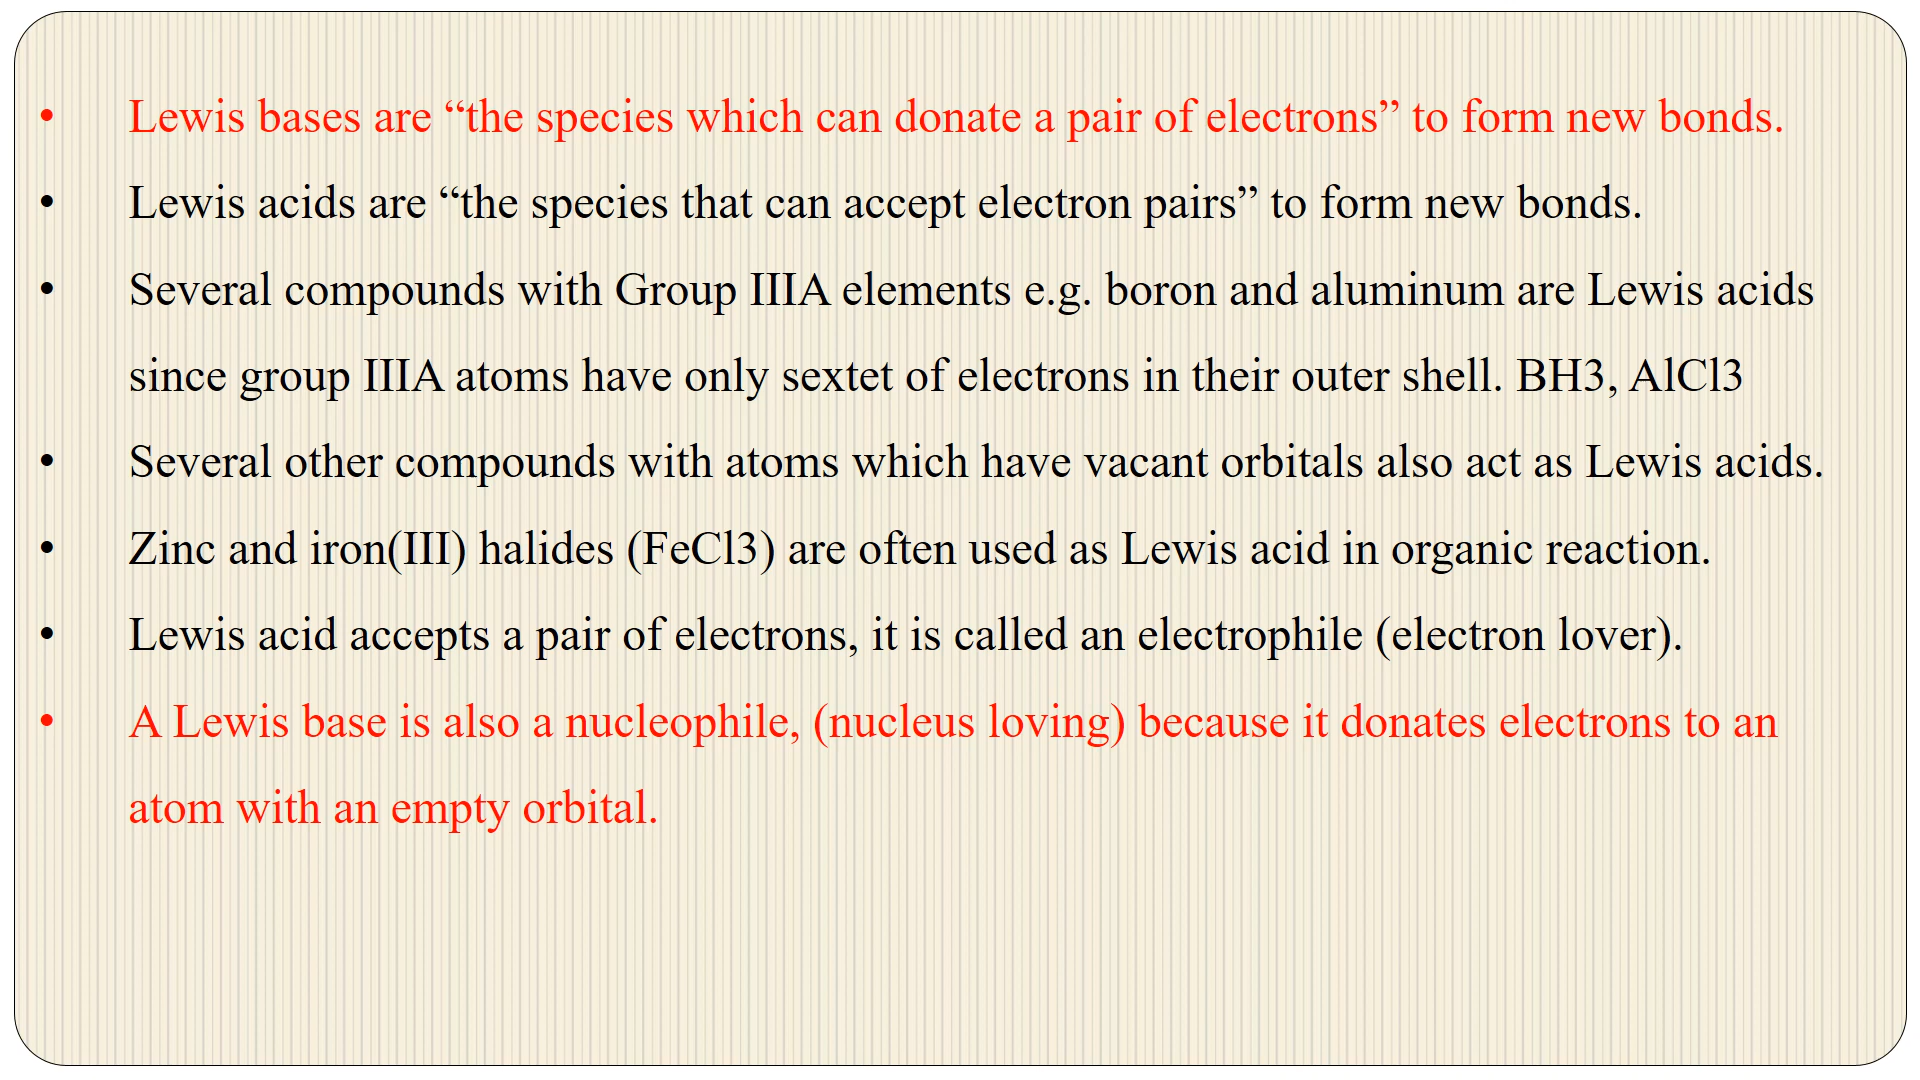 • Lewis bases are “the species which can donate a pair of electrons” to form new bonds.
• Lewis acids are “the species that can accept electron pairs” to form new bonds.
• Several compounds with Group IIIA elements e.g. boron and aluminum are Lewis acids
since group IIIA atoms have only sextet of electrons in their outer shell. BH3, AlCl3
• Several other compounds with atoms which have vacant orbitals also act as Lewis acids.
• Zinc and iron(III) halides (FeCl3) are often used as Lewis acid in organic reaction.
• Lewis acid accepts a pair of electrons, it is called an electrophile (electron lover).
• A Lewis base is also a nucleophile, (nucleus loving) because it donates electrons to an
atom with an empty orbital.